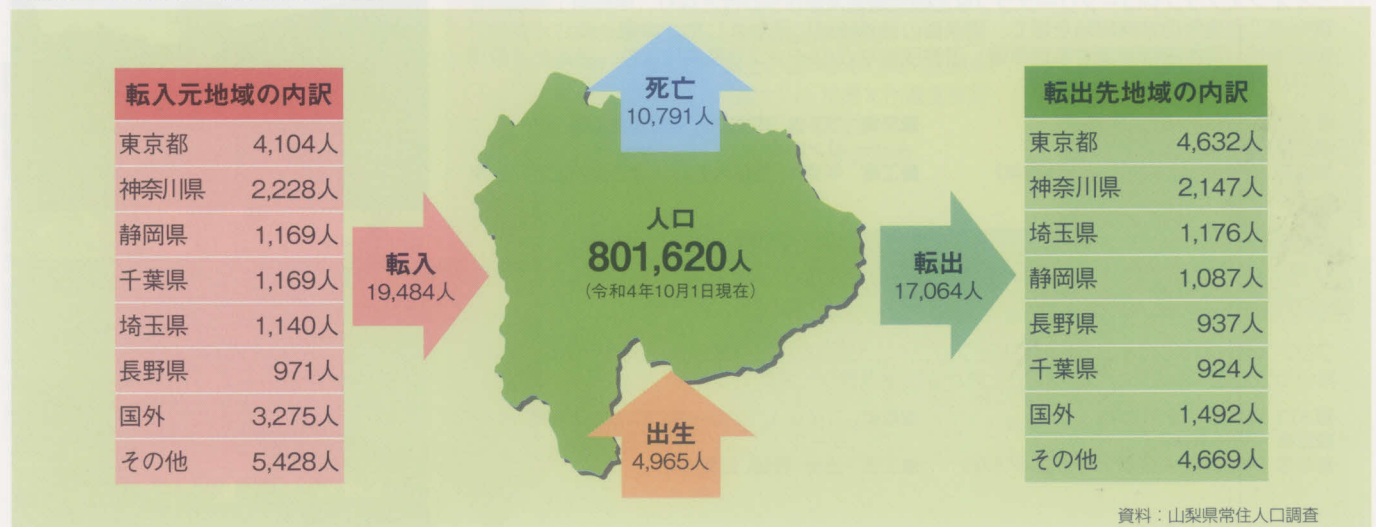 転入元地域の内訳
東京都 4,104人
神奈川県 2,228人
静岡県 1,169人
千葉県 1,169人
埼玉県 1,140人
長野県 971人
国外 3,275人
その他 5,428人
転入
19,484人
死亡
10,791人
人口
801,620人
(令和4年10月1日現在)
出生
4,965人
転出
17,064人
転出先地域の内訳
東京都 4,632人
神奈川県 2,147人
埼玉県 1,176人
静岡県 1,087人
長野県 937人
千葉県 924人
国外 1,492人
その他 4,669人
資料：山梨県常住人口調査